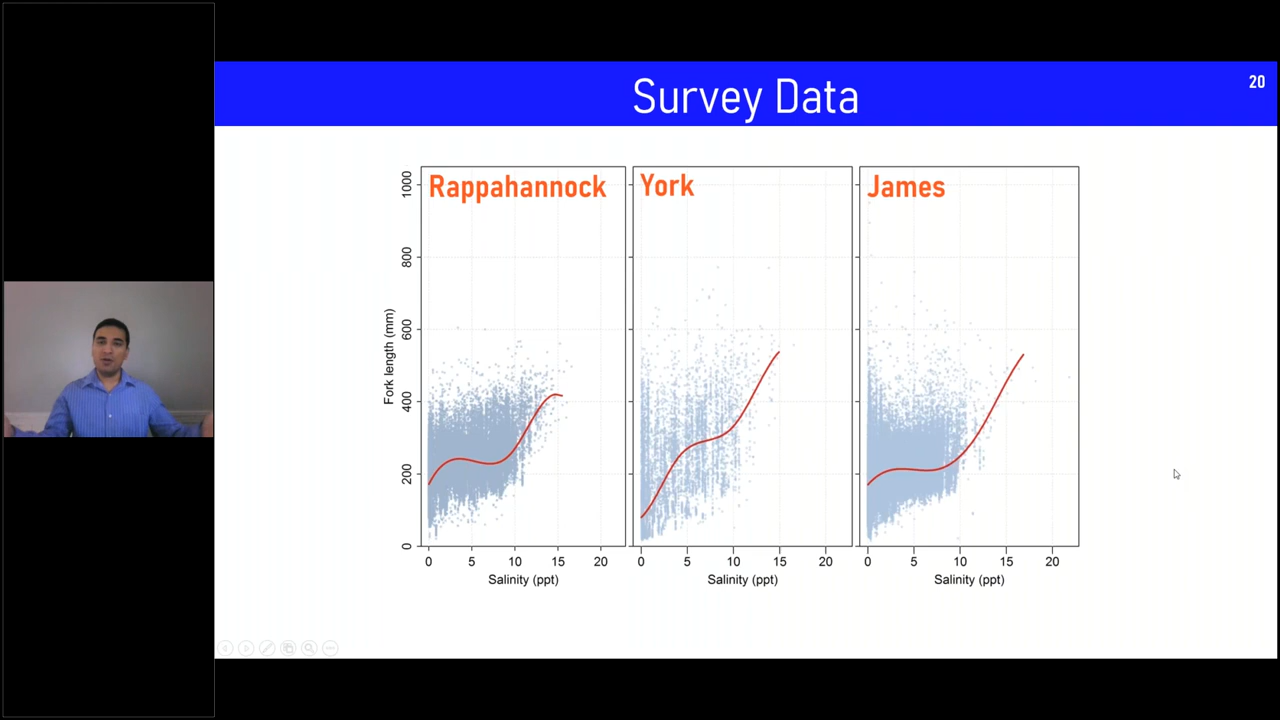 Survey Data
20
Rappahannock
York
James
1000
800
600
400
200
0
Fork length (mm)
0 5 10 15 20
0 5 10 15 20
0 5 10 15 20
Salinity (ppt)
Salinity (ppt)
Salinity (ppt)